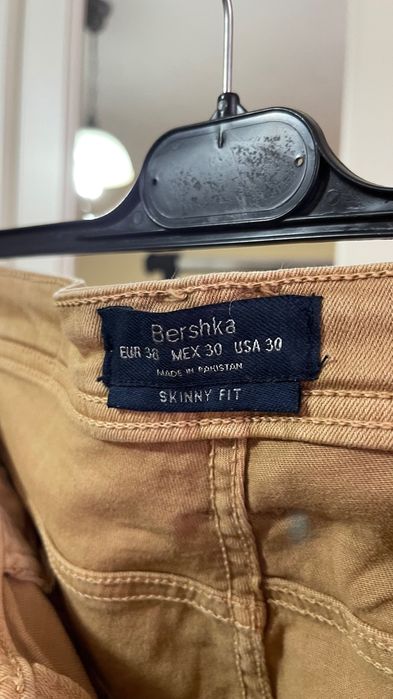 Bershka
EUR 38 MEX 30 USA 30
MADE IN PAKISTAN
SKINNY FIT